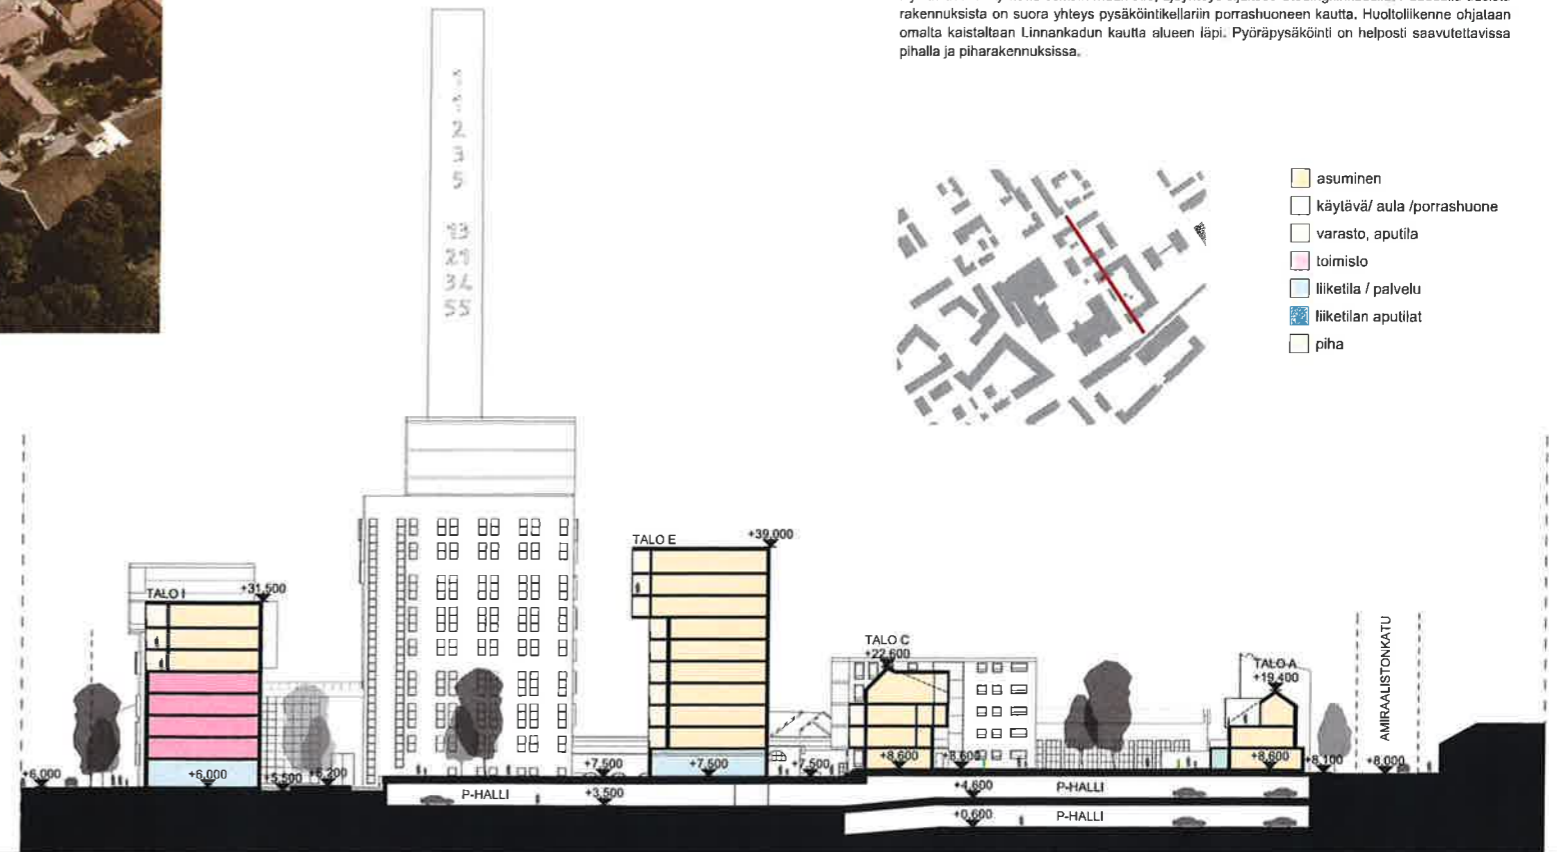 rakennuksista on suora yhteys pysäköintikellariin porrashuoneen kautta. Huoltoliikenne ohjataan
omalta kaistaltaan Linnankadun kautta alueen läpi. Pyöräpysäköinti on helposti saavutettavissa
pihalla ja piharakennuksissa.
2
3
5
13
21
34
55
asuminen
käytävä/ aula /porrashuone
varasto, aputila
toimisto
liiketila / palvelu
liiketilan aputilat
piha
TALO I
+31,500
TALO E
+39,000
TALO C
+22,600
TALO A
+19,400
AMIRAALISTONKATU
+6,000
+6,000
+5,500
+6,200
+7,500
+7,500
+7,500
+8,600
+8,600
+8,600
+8,100
+8,000
P-HALLI
+3,500
+4,600
P-HALLI
+0,600
P-HALLI